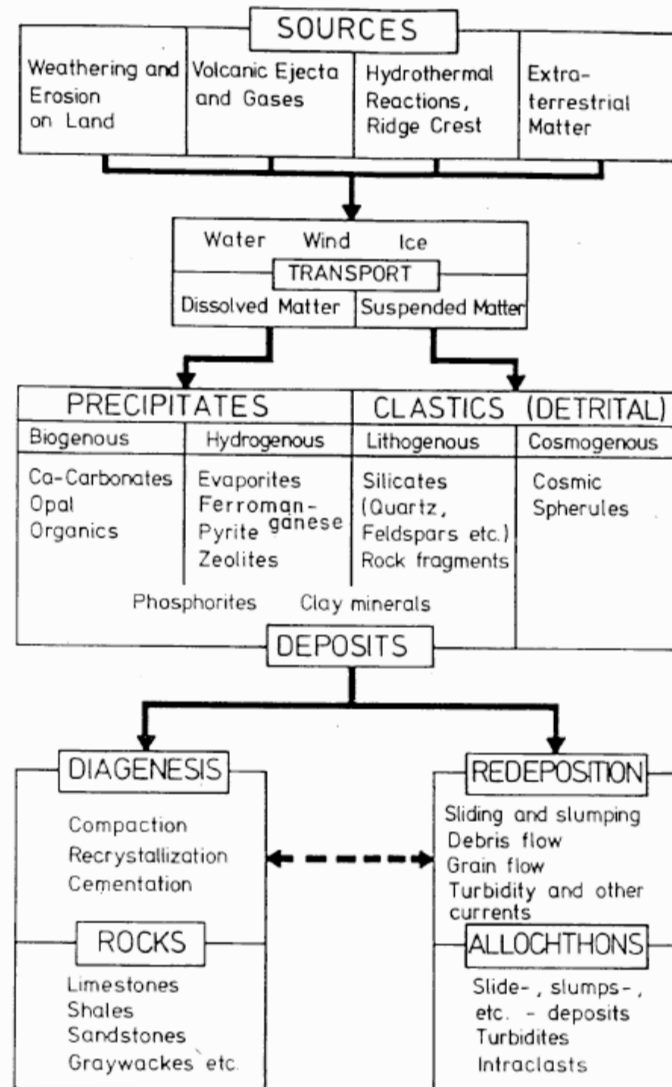 SOURCES
Weathering and
Erosion
on Land
Volcanic Ejecta
and Gases
Hydrothermal
Reactions,
Ridge Crest
Extra-
terrestrial
Matter
Water Wind Ice
TRANSPORT
Dissolved Matter
Suspended Matter
PRECIPITATES
CLASTICS (DETRITAL)
Biogenous
Hydrogenous
Lithogenous
Cosmogenous
Ca-Carbonates
Opal
Organics
Evaporites
Ferroman-
ganese
Pyrite
Zeolites
Silicates
(Quartz,
Feldspars etc.)
Rock fragments
Cosmic
Spherules
Phosphorites Clay minerals
DEPOSITS
DIAGENESIS
Compaction
Recrystallization
Cementation
ROCKS
Limestones
Shales
Sandstones
Graywackes etc.
REDEPOSITION
Sliding and slumping
Debris flow
Grain flow
Turbidity and other
currents
ALLOCHTHONS
Slide-, slumps-,
etc. - deposits
Turbidites
Intraclasts